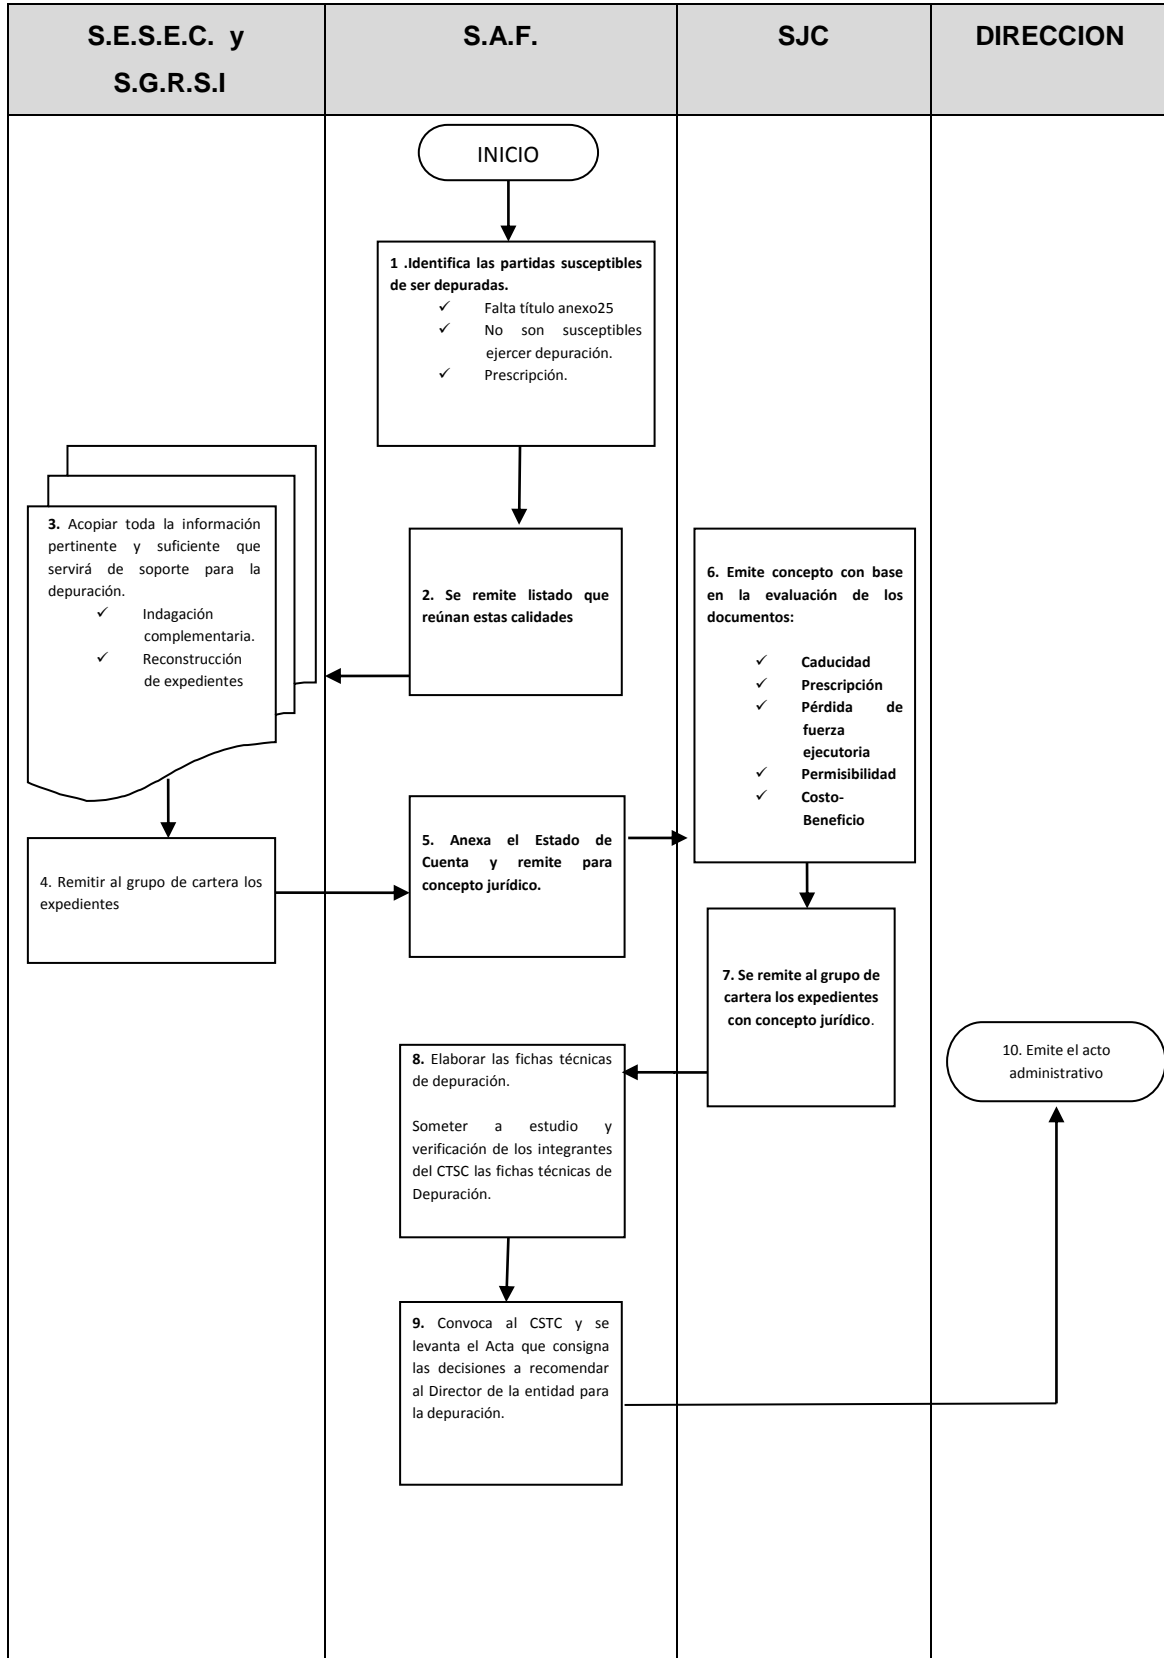 S.E.S.E.C. y
S.G.R.S.I
S.A.F.
SJC
DIRECCION
INICIO
1 .Identifica las partidas susceptibles
de ser depuradas.
✓ Falta título anexo25
✓ No son susceptibles
ejercer depuración.
✓ Prescripción.
2. Se remite listado que
reúnan estas calidades
3. Acopiar toda la información
pertinente y suficiente que
servirá de soporte para la
depuración.
✓ Indagación
complementaria.
✓ Reconstrucción
de expedientes
4. Remitir al grupo de cartera los
expedientes
5. Anexa el Estado de
Cuenta y remite para
concepto jurídico.
6. Emite concepto con base
en la evaluación de los
documentos:
✓ Caducidad
✓ Prescripción
✓ Pérdida de
fuerza
ejecutoria
✓ Permisibilidad
✓ Costo-
Beneficio
7. Se remite al grupo de
cartera los expedientes
con concepto jurídico.
8. Elaborar las fichas técnicas
de depuración.
Someter a estudio y
verificación de los integrantes
del CTSC las fichas técnicas de
Depuración.
9. Convoca al CSTC y se
levanta el Acta que consigna
las decisiones a recomendar
al Director de la entidad para
la depuración.
10. Emite el acto
administrativo